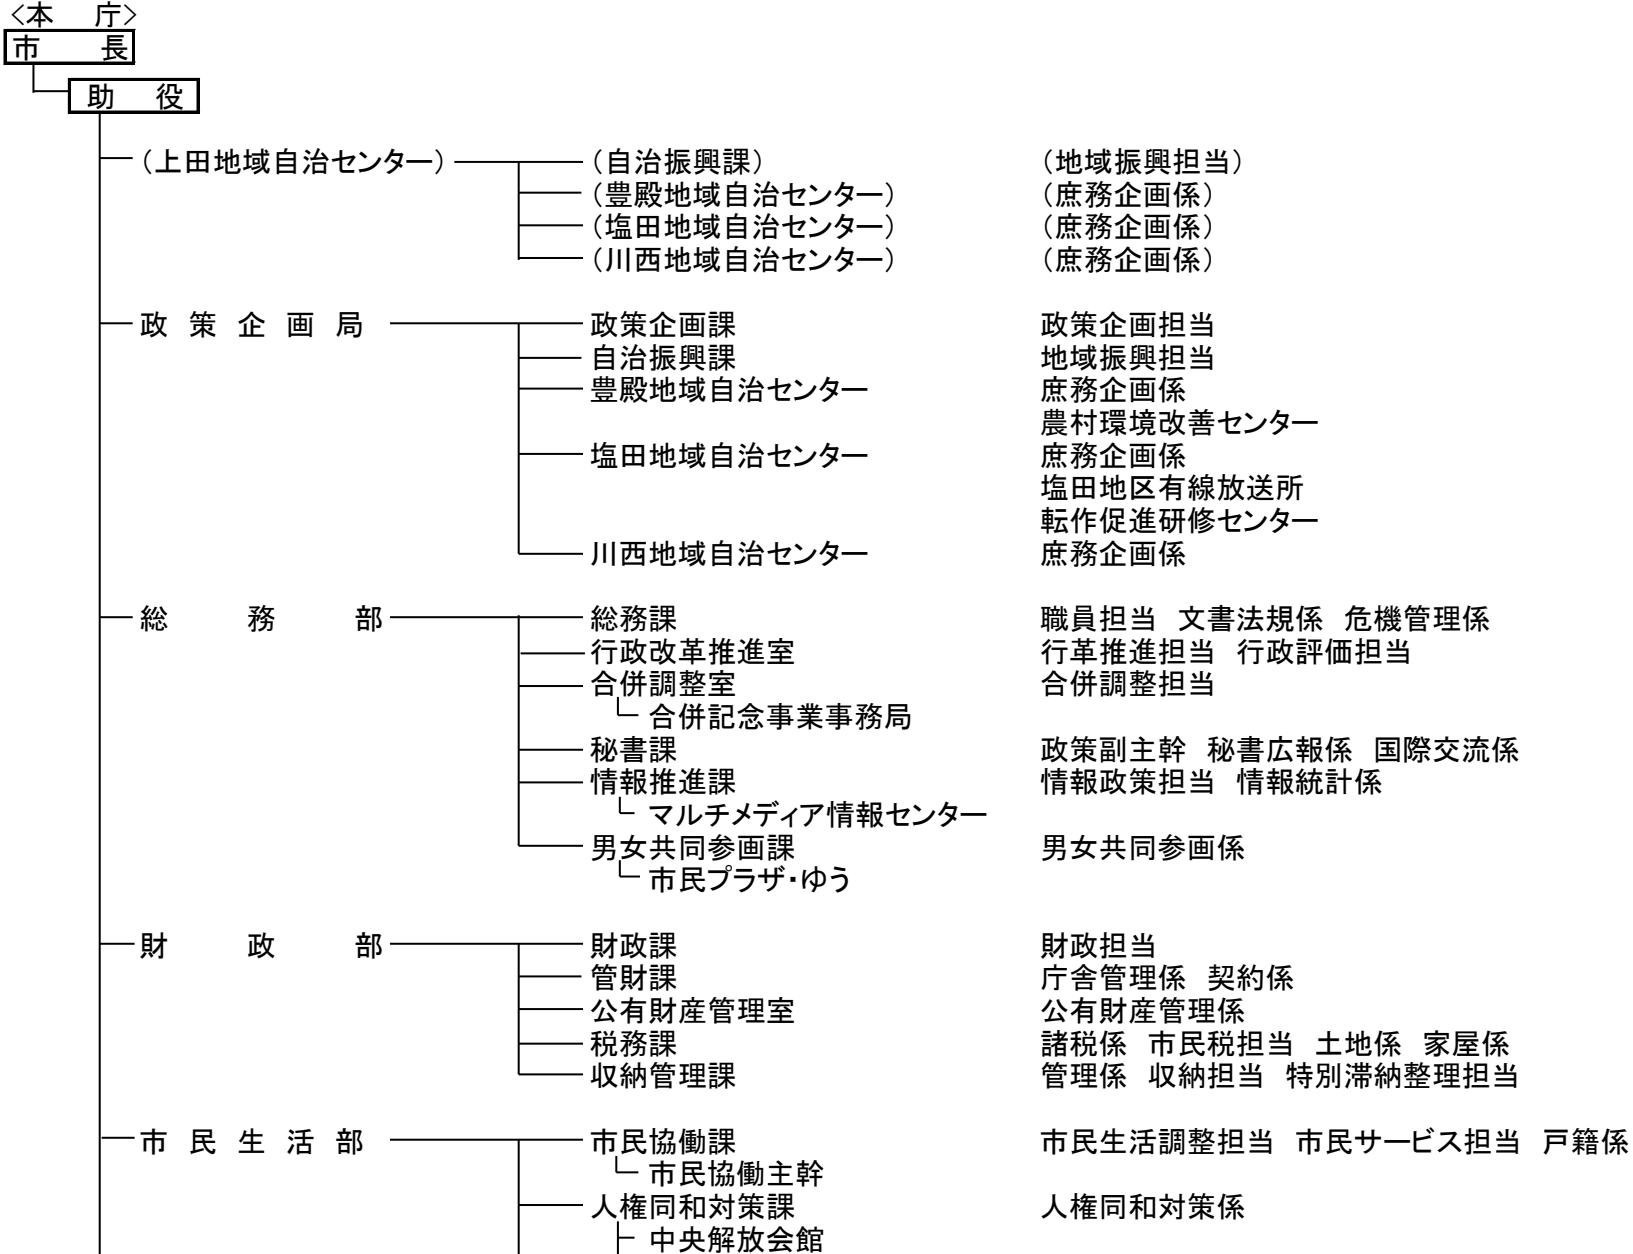 〈本　庁〉
市　長
助　役
（上田地域自治センター）　（自治振興課）　（地域振興担当）
（豊殿地域自治センター）　（庶務企画係）
（塩田地域自治センター）　（庶務企画係）
（川西地域自治センター）　（庶務企画係）
政 策 企 画 局　政策企画課　政策企画担当
自治振興課　地域振興担当
豊殿地域自治センター　庶務企画係
農村環境改善センター
塩田地域自治センター　庶務企画係
塩田地区有線放送所
転作促進研修センター
川西地域自治センター　庶務企画係
総　務　部　総務課　職員担当　文書法規係　危機管理係
行政改革推進室　行革推進担当　行政評価担当
合併調整室　合併調整担当
合併記念事業事務局
秘書課　政策副主幹　秘書広報係　国際交流係
情報推進課　情報政策担当　情報統計係
マルチメディア情報センター
男女共同参画課　男女共同参画係
市民プラザ・ゆう
財　政　部　財政課　財政担当
管財課　庁舎管理係　契約係
公有財産管理室　公有財産管理係
税務課　諸税係　市民税担当　土地係　家屋係
収納管理課　管理係　収納担当　特別滞納整理担当
市 民 生 活 部　市民協働課　市民生活調整担当　市民サービス担当　戸籍係
市民協働主幹
人権同和対策課　人権同和対策係
中央解放会館